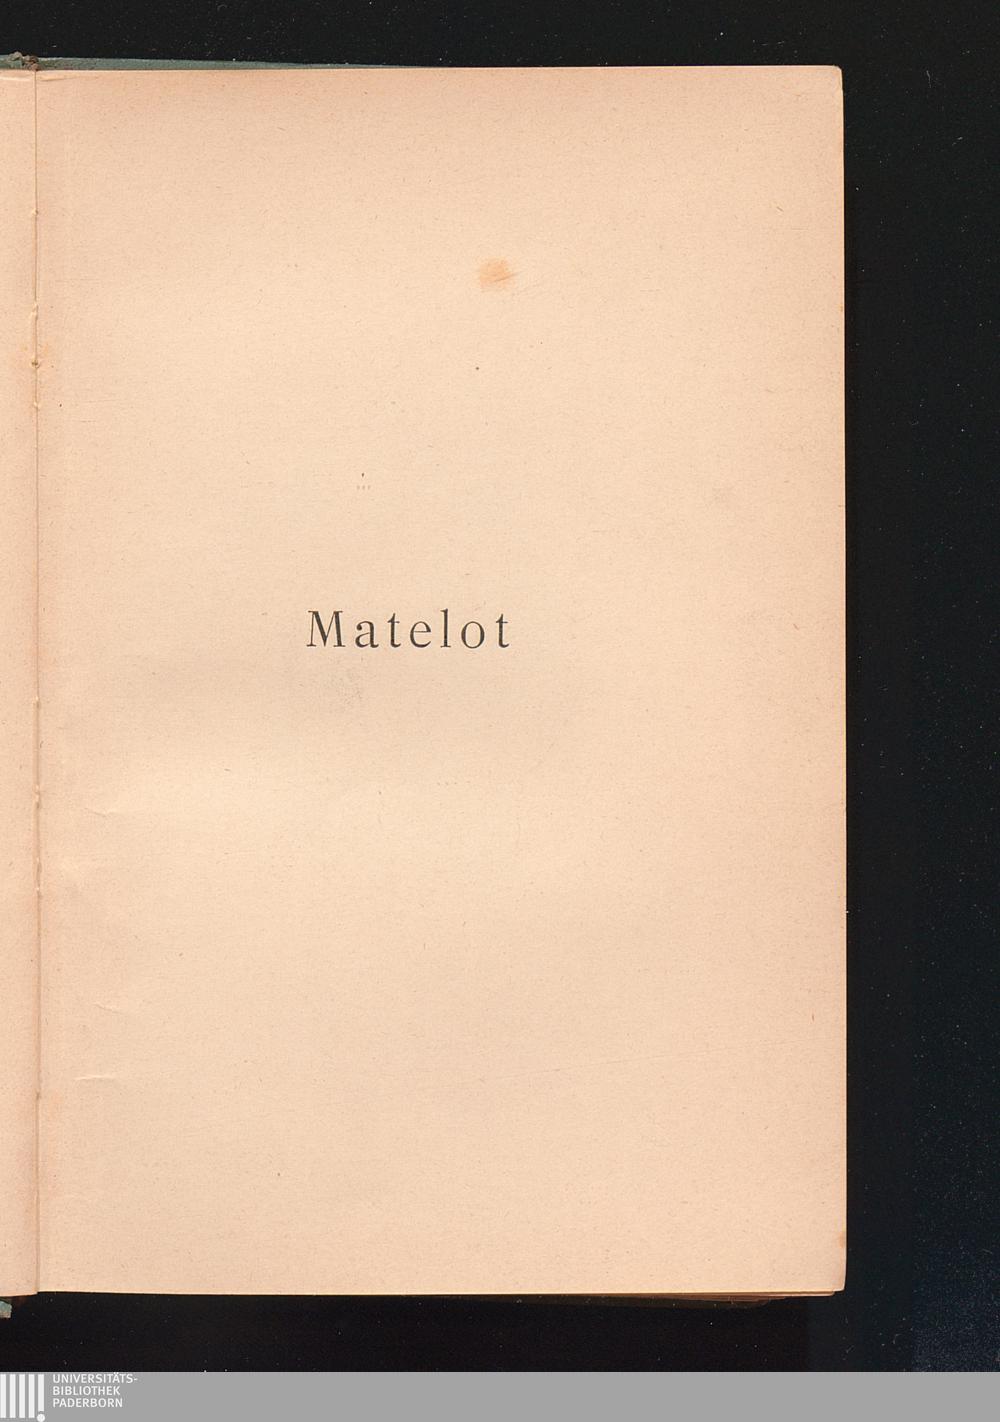 Matelot
UNIVERSITÄTS-
BIBLIOTHEK
PADERBORN